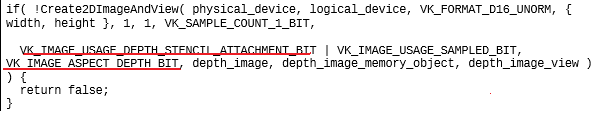 if( !Create2DImageAndView( physical_device, logical_device, VK_FORMAT_D16_UNORM, {
width, height }, 1, 1, VK_SAMPLE_COUNT_1_BIT,
VK_IMAGE_USAGE_DEPTH_STENCIL_ATTACHMENT_BIT | VK_IMAGE_USAGE_SAMPLED_BIT,
VK_IMAGE_ASPECT_DEPTH_BIT, depth_image, depth_image_memory_object, depth_image_view )
) {
return false;
}